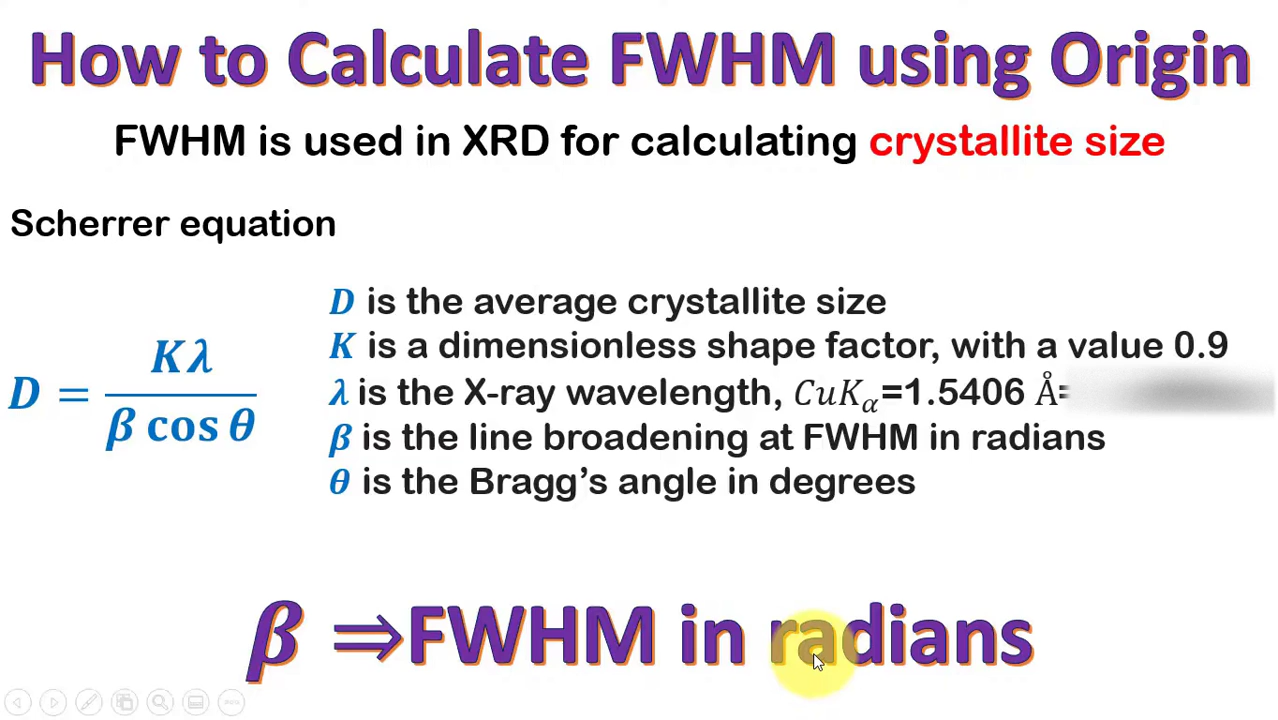 How to Calculate FWHM using Origin
FWHM is used in XRD for calculating crystallite size
Scherrer equation
D is the average crystallite size
K is a dimensionless shape factor, with a value 0.9
D = Kλ / β cos θ
λ is the X-ray wavelength, CuKα=1.5406 Å=
β is the line broadening at FWHM in radians
θ is the Bragg’s angle in degrees
β ⇒FWHM in radians